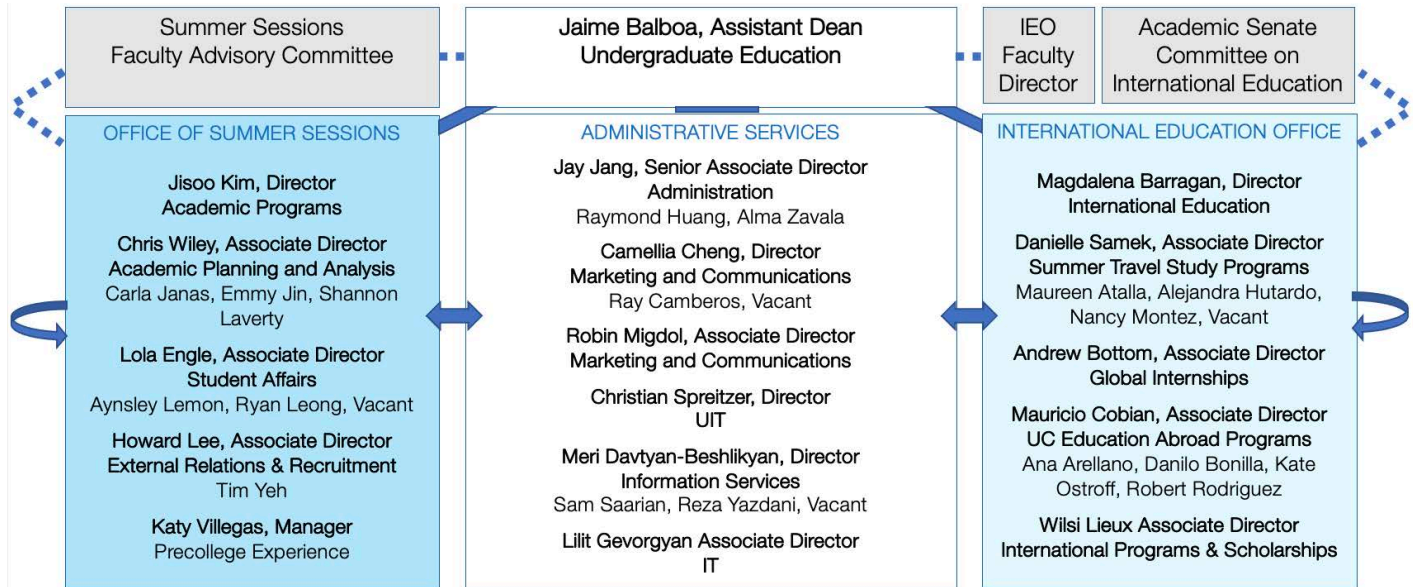 Summer Sessions
Faculty Advisory Committee
Jaime Balboa, Assistant Dean
Undergraduate Education
IEO
Faculty
Director
Academic Senate
Committee on
International Education
OFFICE OF SUMMER SESSIONS
Jisoo Kim, Director
Academic Programs
Chris Wiley, Associate Director
Academic Planning and Analysis
Carla Janas, Emmy Jin, Shannon
Laverty
Lola Engle, Associate Director
Student Affairs
Aynsley Lemon, Ryan Leong, Vacant
Howard Lee, Associate Director
External Relations & Recruitment
Tim Yeh
Katy Villegas, Manager
Precollege Experience
ADMINISTRATIVE SERVICES
Jay Jang, Senior Associate Director
Administration
Raymond Huang, Alma Zavala
Camellia Cheng, Director
Marketing and Communications
Ray Camberos, Vacant
Robin Migdol, Associate Director
Marketing and Communications
Christian Spreitzer, Director
UIT
Meri Davtyan-Beshlikyan, Director
Information Services
Sam Saarian, Reza Yazdani, Vacant
Lilit Gevorgyan Associate Director
IT
INTERNATIONAL EDUCATION OFFICE
Magdalena Barragan, Director
International Education
Danielle Samek, Associate Director
Summer Travel Study Programs
Maureen Atalla, Alejandra Hutardo,
Nancy Montez, Vacant
Andrew Bottom, Associate Director
Global Internships
Mauricio Cobian, Associate Director
UC Education Abroad Programs
Ana Arellano, Danilo Bonilla, Kate
Ostroff, Robert Rodriguez
Wilsi Lieux Associate Director
International Programs & Scholarships